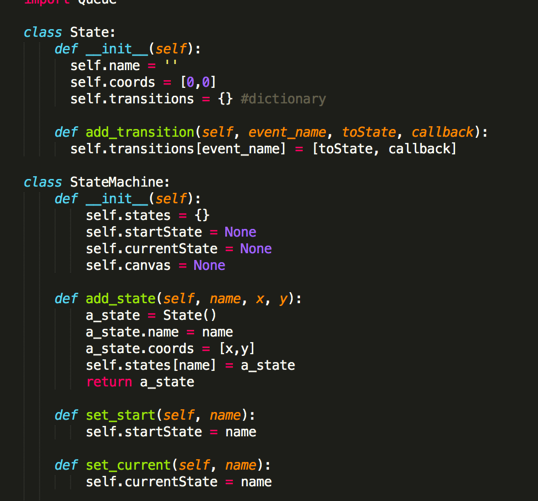 import Queue
class State:
    def __init__(self):
      self.name = ''
      self.coords = [0,0]
      self.transitions = {} #dictionary
    def add_transition(self, event_name, toState, callback):
      self.transitions[event_name] = [toState, callback]
class StateMachine:
    def __init__(self):
        self.states = {}
        self.startState = None
        self.currentState = None
        self.canvas = None
    def add_state(self, name, x, y):
        a_state = State()
        a_state.name = name
        a_state.coords = [x,y]
        self.states[name] = a_state
        return a_state
    def set_start(self, name):
        self.startState = name
    def set_current(self, name):
        self.currentState = name